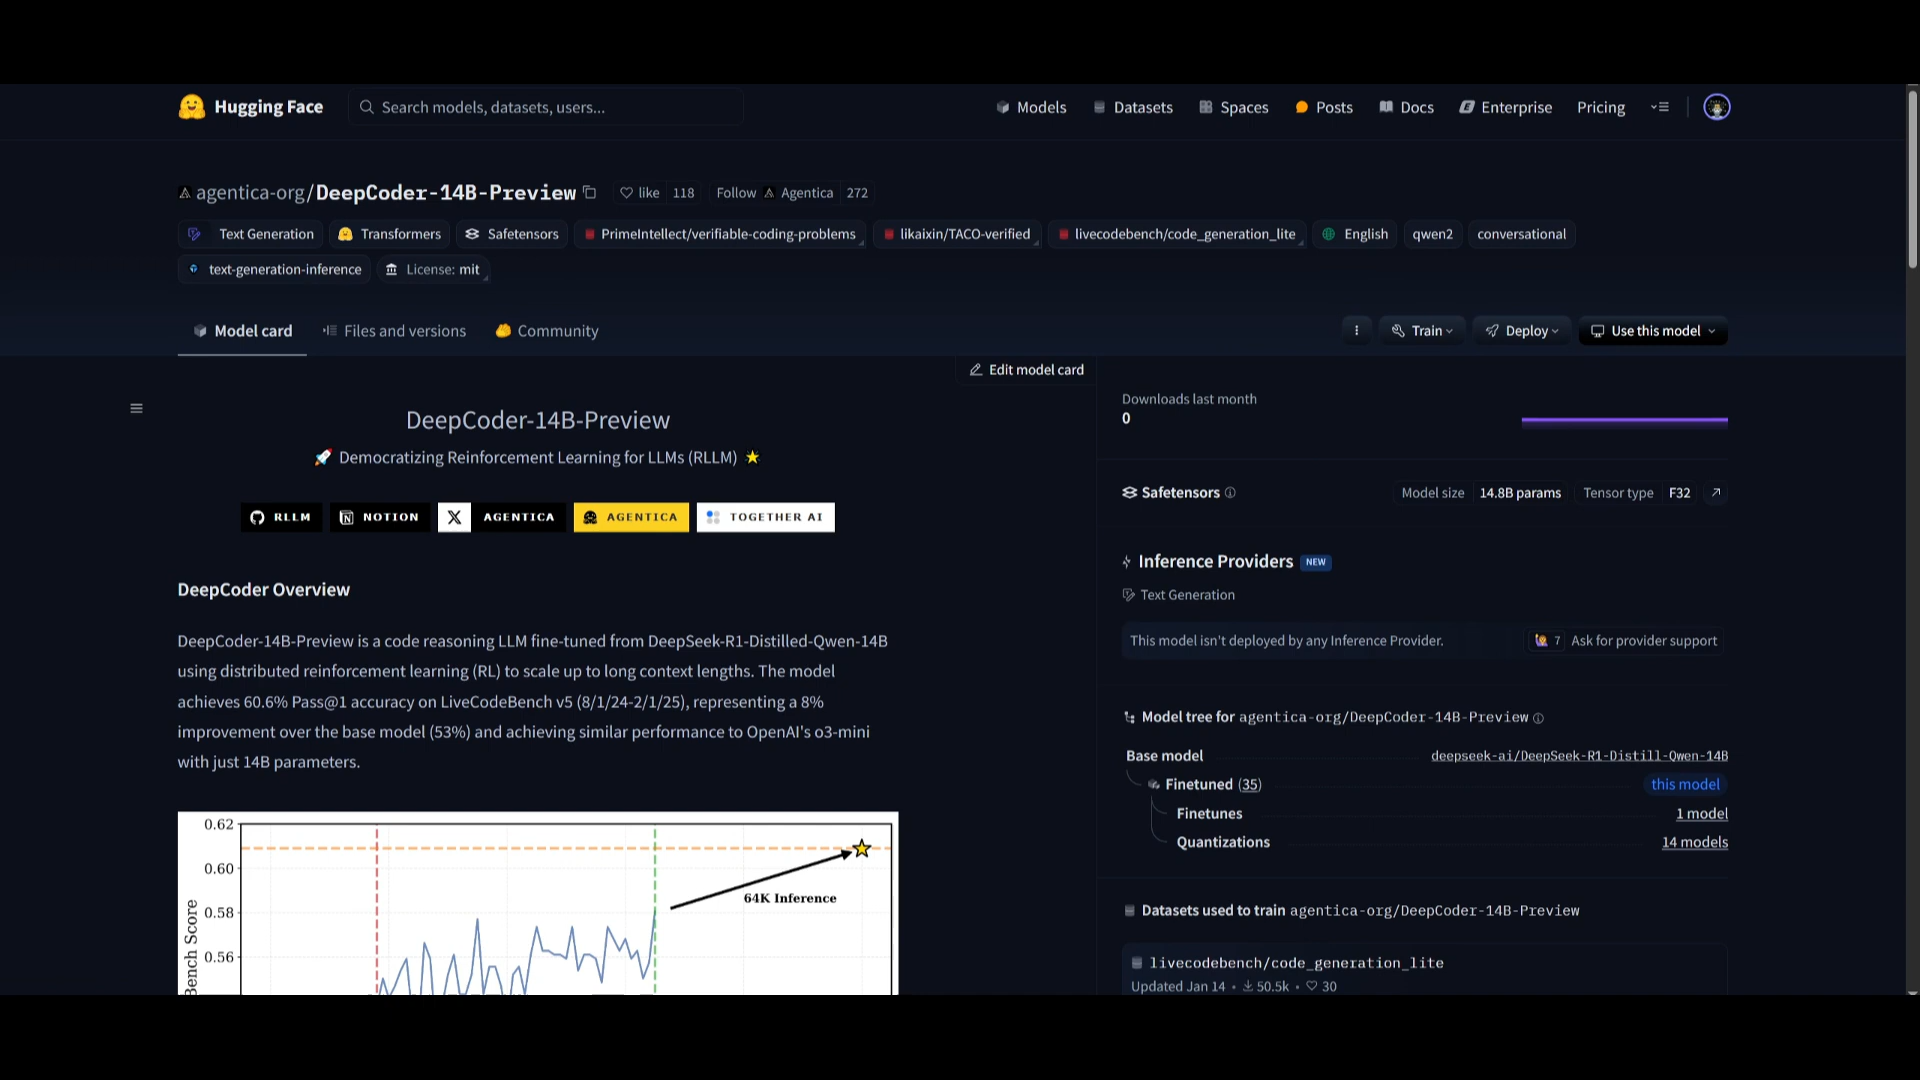 Hugging Face
Search models, datasets, users...
Models
Datasets
Spaces
Posts
Docs
Enterprise
Pricing
agentica-org/DeepCoder-14B-Preview
like 118
Follow Agentica 272
Text Generation
Transformers
Safetensors
PrimeIntellect/verifiable-coding-problems
likaixin/TACO-verified
livecodebench/code_generation_lite
English
qwen2
conversational
text-generation-inference
License: mit
Model card
Files and versions
Community
Train
Deploy
Use this model
Edit model card
DeepCoder-14B-Preview
🚀 Democratizing Reinforcement Learning for LLMs (RLLM) 🌟
RLLM
NOTION
AGENTICA
AGENTICA
TOGETHER AI
DeepCoder Overview
DeepCoder-14B-Preview is a code reasoning LLM fine-tuned from DeepSeek-R1-Distilled-Qwen-14B
using distributed reinforcement learning (RL) to scale up to long context lengths. The model
achieves 60.6% Pass@1 accuracy on LiveCodeBench v5 (8/1/24-2/1/25), representing a 8%
improvement over the base model (53%) and achieving similar performance to OpenAI's o3-mini
with just 14B parameters.
0.62
0.60
0.58
0.56
Bench Score
64K Inference
Downloads last month
0
Safetensors
Model size 14.8B params
Tensor type F32
Inference Providers NEW
Text Generation
This model isn't deployed by any Inference Provider.
7 Ask for provider support
Model tree for agentica-org/DeepCoder-14B-Preview
Base model deepseek-ai/DeepSeek-R1-Distill-Qwen-14B
Finetuned (35) this model
Finetunes 1 model
Quantizations 14 models
Datasets used to train agentica-org/DeepCoder-14B-Preview
livecodebench/code_generation_lite
Updated Jan 14 • 50.5k • 30